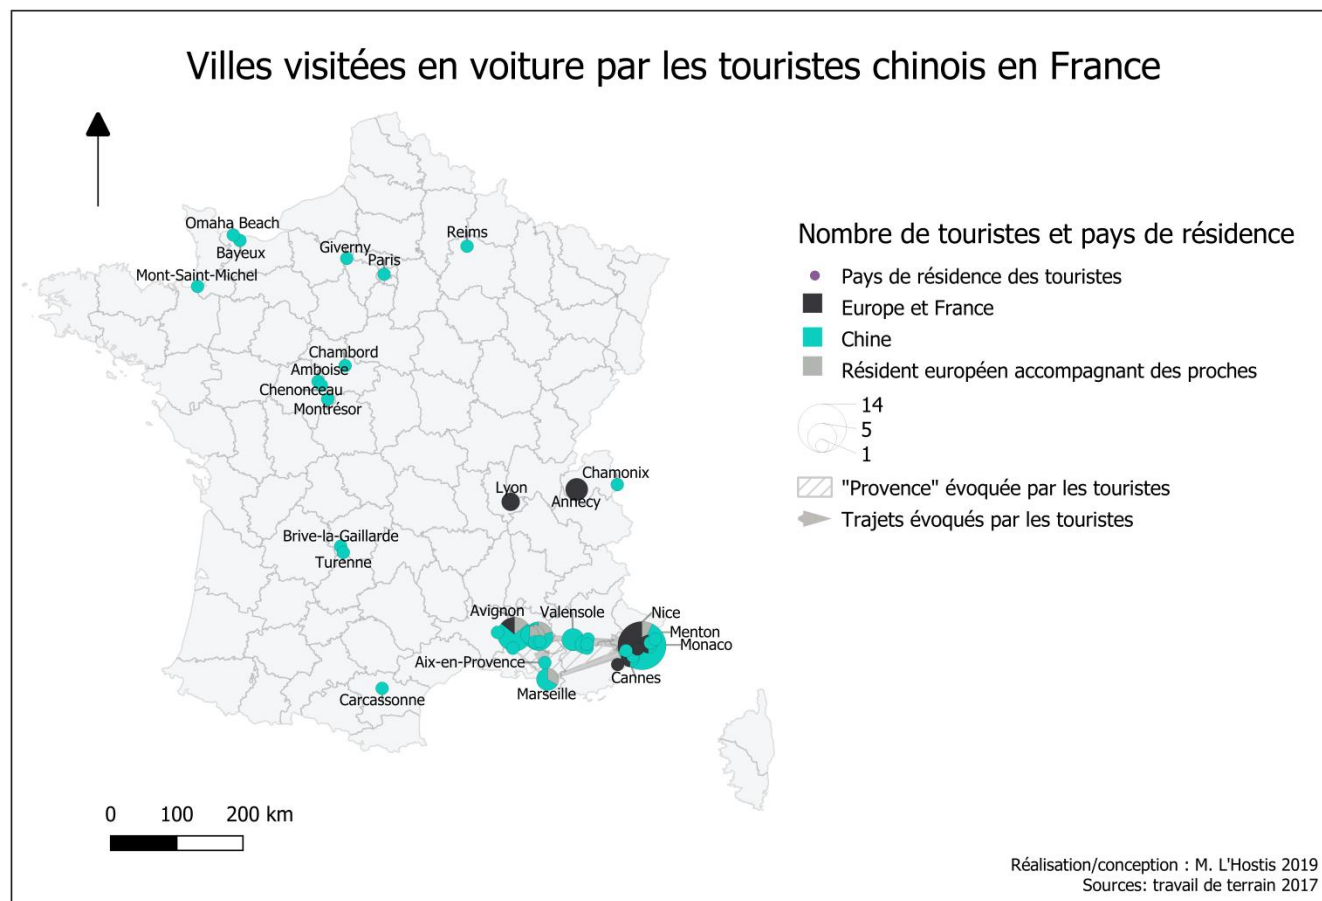 Villes visitées en voiture par les touristes chinois en France
Omaha Beach
Bayeux
Mont-Saint-Michel
Giverny
Paris
Reims
Chambord
Amboise
Chenonceau
Montrésor
Lyon
Chamonix
Annecy
Brive-la-Gaillarde
Turenne
Avignon
Valensole
Nice
Menton
Monaco
Aix-en-Provence
Cannes
Marseille
Carcassonne
Nombre de touristes et pays de résidence
Pays de résidence des touristes
Europe et France
Chine
Résident européen accompagnant des proches
14
5
1
"Provence" évoquée par les touristes
Trajets évoqués par les touristes
0 100 200 km
Réalisation/conception : M. L'Hostis 2019
Sources: travail de terrain 2017